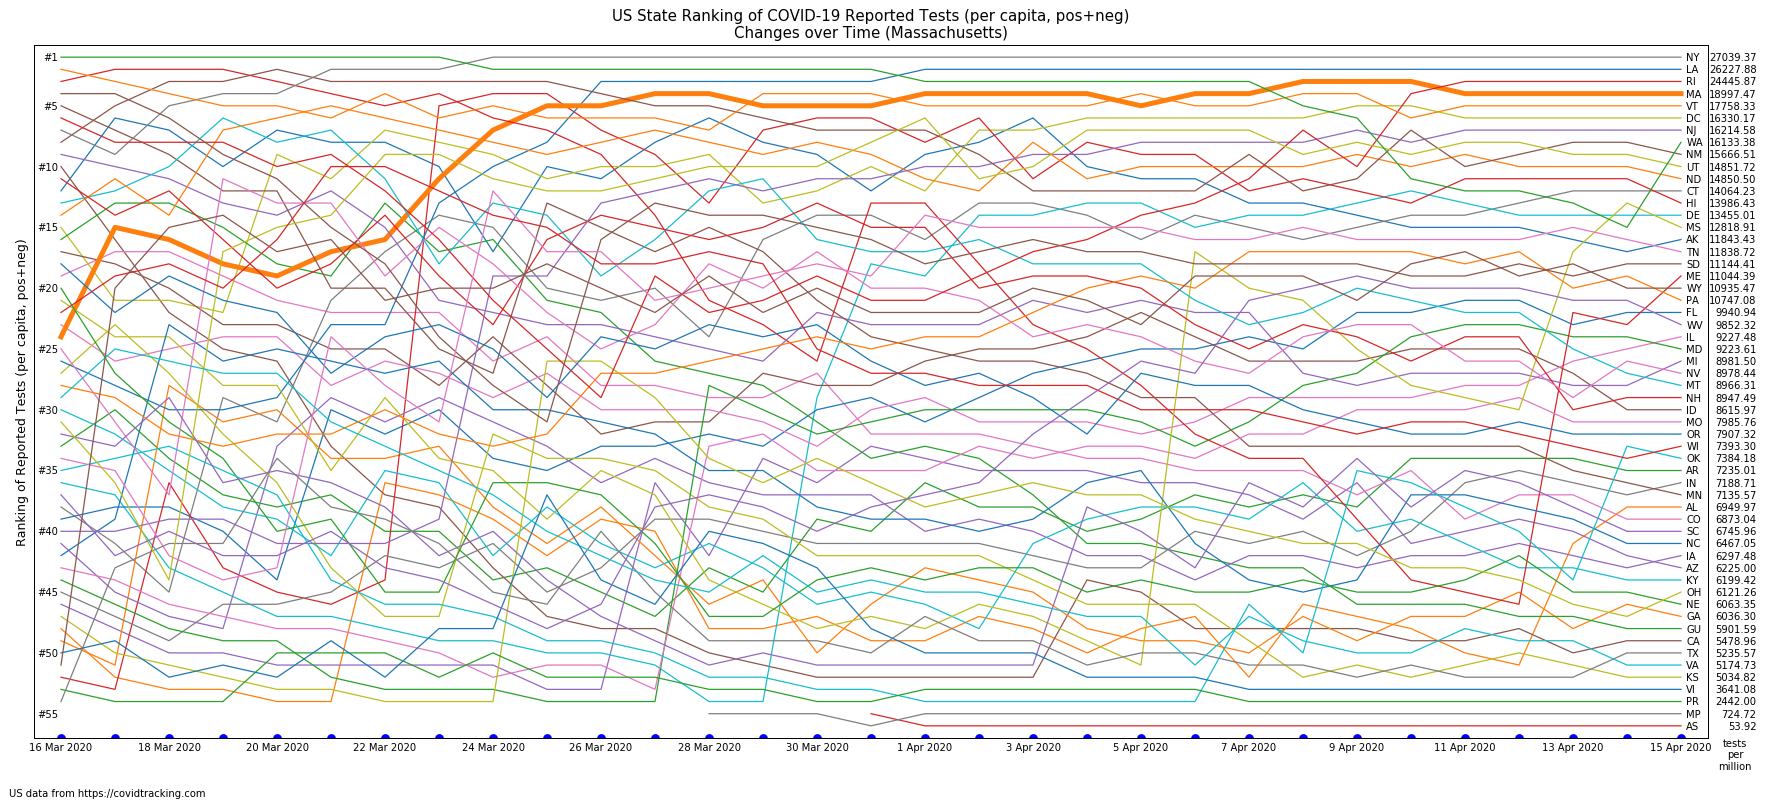 US State Ranking of COVID-19 Reported Tests (per capita, pos+neg)
Changes over Time (Massachusetts)
Ranking of Reported Tests (per capita, pos+neg)
#1
#5
#10
#15
#20
#25
#30
#35
#40
#45
#50
#55
NY 27039.37
LA 26227.88
RI 24445.87
MA 18997.47
VT 17758.33
DC 16330.17
NJ 16214.58
WA 16133.38
NM 15666.51
UT 14851.72
ND 14850.50
CT 14064.23
HI 13986.43
DE 13455.01
MS 12818.91
AK 11843.43
TN 11838.72
SD 11144.41
ME 11044.39
WY 10935.47
PA 10747.08
FL 9940.94
WV 9852.32
IL 9227.48
MD 9223.61
MI 8981.50
NV 8978.44
MT 8966.31
NH 8947.49
ID 8615.97
MO 7985.76
OR 7907.32
WI 7393.30
OK 7384.18
AR 7235.01
IN 7188.71
MN 7135.57
AL 6949.97
CO 6873.04
SC 6745.96
NC 6467.05
IA 6297.48
AZ 6225.00
KY 6199.42
OH 6121.26
NE 6063.35
GA 6036.30
GU 5901.59
CA 5478.96
TX 5235.57
VA 5174.73
KS 5034.82
VI 3641.08
PR 2442.00
MP 724.72
AS 53.92
16 Mar 2020 18 Mar 2020 20 Mar 2020 22 Mar 2020 24 Mar 2020 26 Mar 2020 28 Mar 2020 30 Mar 2020 1 Apr 2020 3 Apr 2020 5 Apr 2020 7 Apr 2020 9 Apr 2020 11 Apr 2020 13 Apr 2020 15 Apr 2020
tests
per
million
US data from https://covidtracking.com